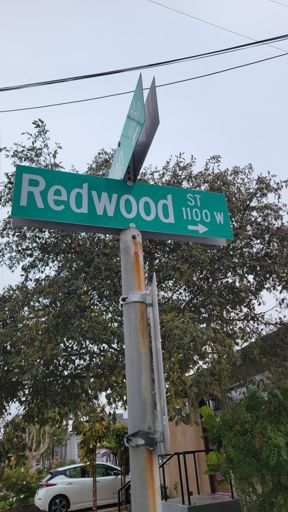 Redwood ST
1100 W
→